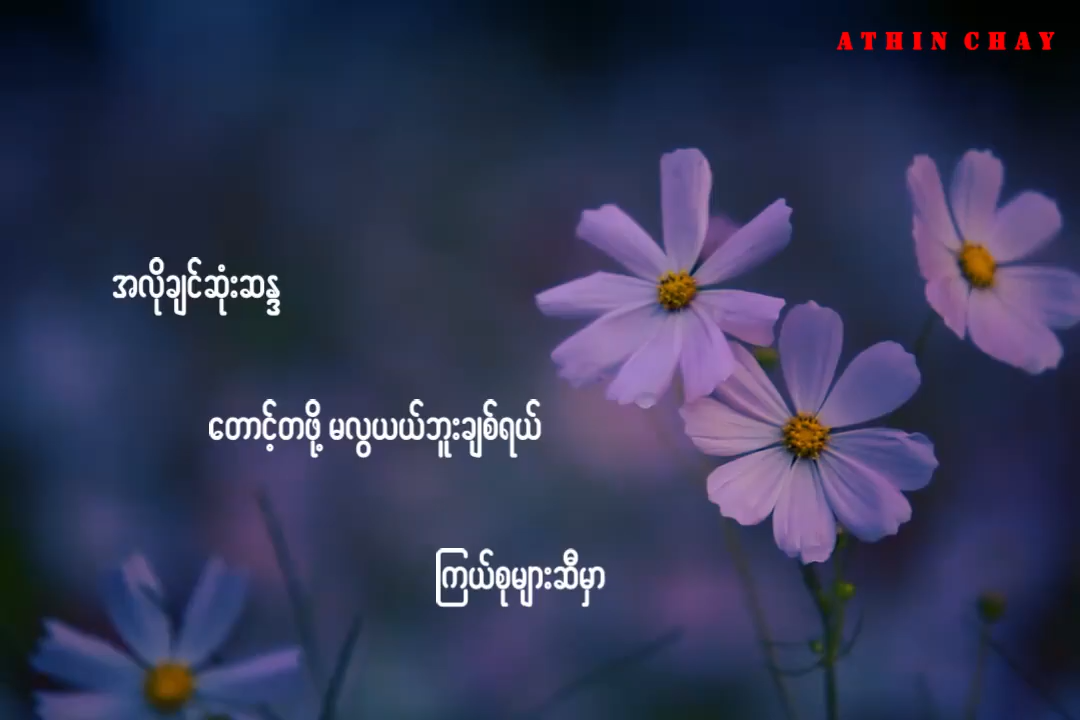 ATHIN CHAY
အလိုချင်ဆုံးဆန္ဒ
တောင့်တဖို့ မလွယယ်ဘူးချစ်ရယ်
ကြယ်စုများဆီမှာ